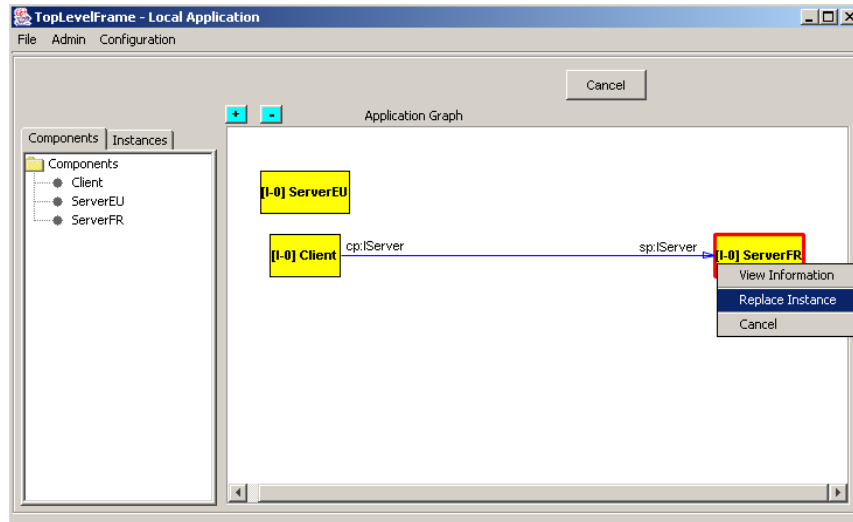 TopLevelFrame - Local Application
File Admin Configuration
Cancel
+ -
Application Graph
Components Instances
Components
Client
ServerEU
ServerFR
[I-0] ServerEU
[I-0] Client
cp:IServer
sp:IServer
[I-0] ServerFR
View Information
Replace Instance
Cancel